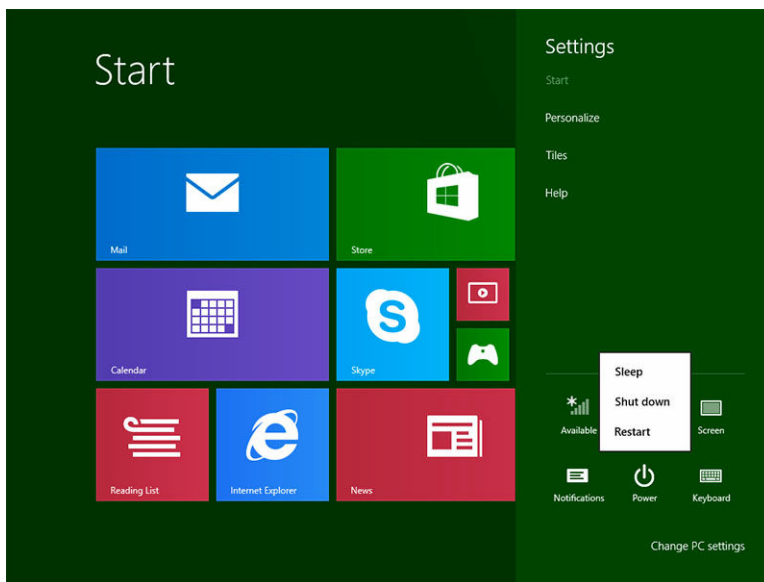 Start
Mail
Store
Calendar
Skype
Reading List
Internet Explorer
News
Settings
Start
Personalize
Tiles
Help
Sleep
Shut down
Restart
Available
Screen
Notifications
Power
Keyboard
Change PC settings